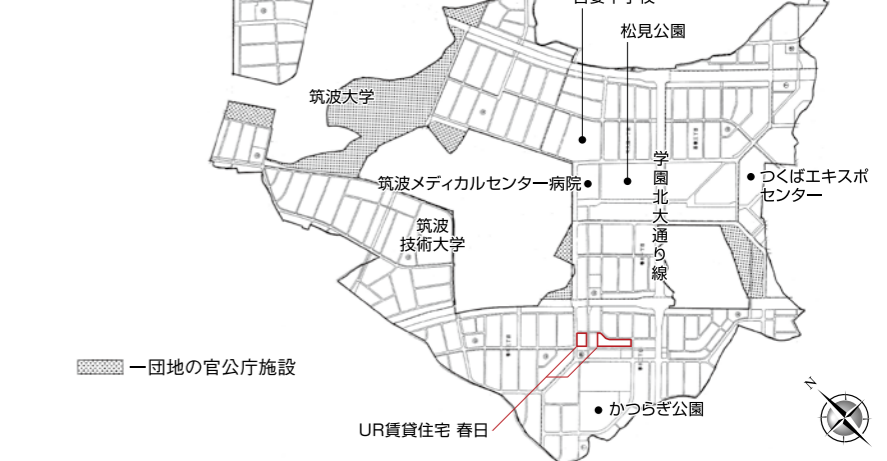 松見公園
筑波大学
筑波メディカルセンター病院
学園北大通り線
つくばエキスポ
センター
筑波
技術大学
一団地の官公庁施設
かつらぎ公園
UR賃貸住宅 春日
N